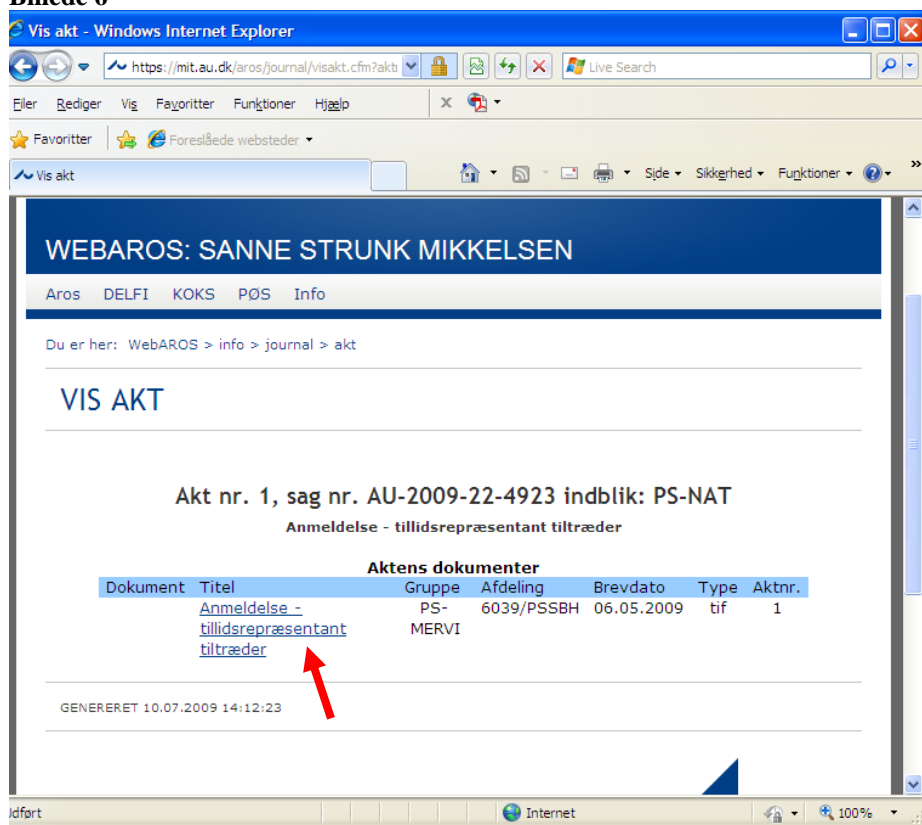 Vis akt - Windows Internet Explorer
https://mit.au.dk/aros/journal/visakt.cfm?akt
Live Search
Filer Rediger Vis Favoritter Funktioner Hjælp
Favoritter Foreslåede websteder
Vis akt Side Sikkerhed Funktioner
WEBAROS: SANNE STRUNK MIKKELSEN
Aros DELFI KOKS PØS Info
Du er her: WebAROS > info > journal > akt
VIS AKT
Akt nr. 1, sag nr. AU-2009-22-4923 indblik: PS-NAT
Anmeldelse - tillidsrepræsentant tiltræder
Aktens dokumenter
Dokument Titel Gruppe Afdeling Brevdato Type Aktnr.
Anmeldelse - PS- 6039/PSSBH 06.05.2009 tif 1
tillidsrepræsentant MERVI
tiltræder
GENERERET 10.07.2009 14:12:23
Internet 100%